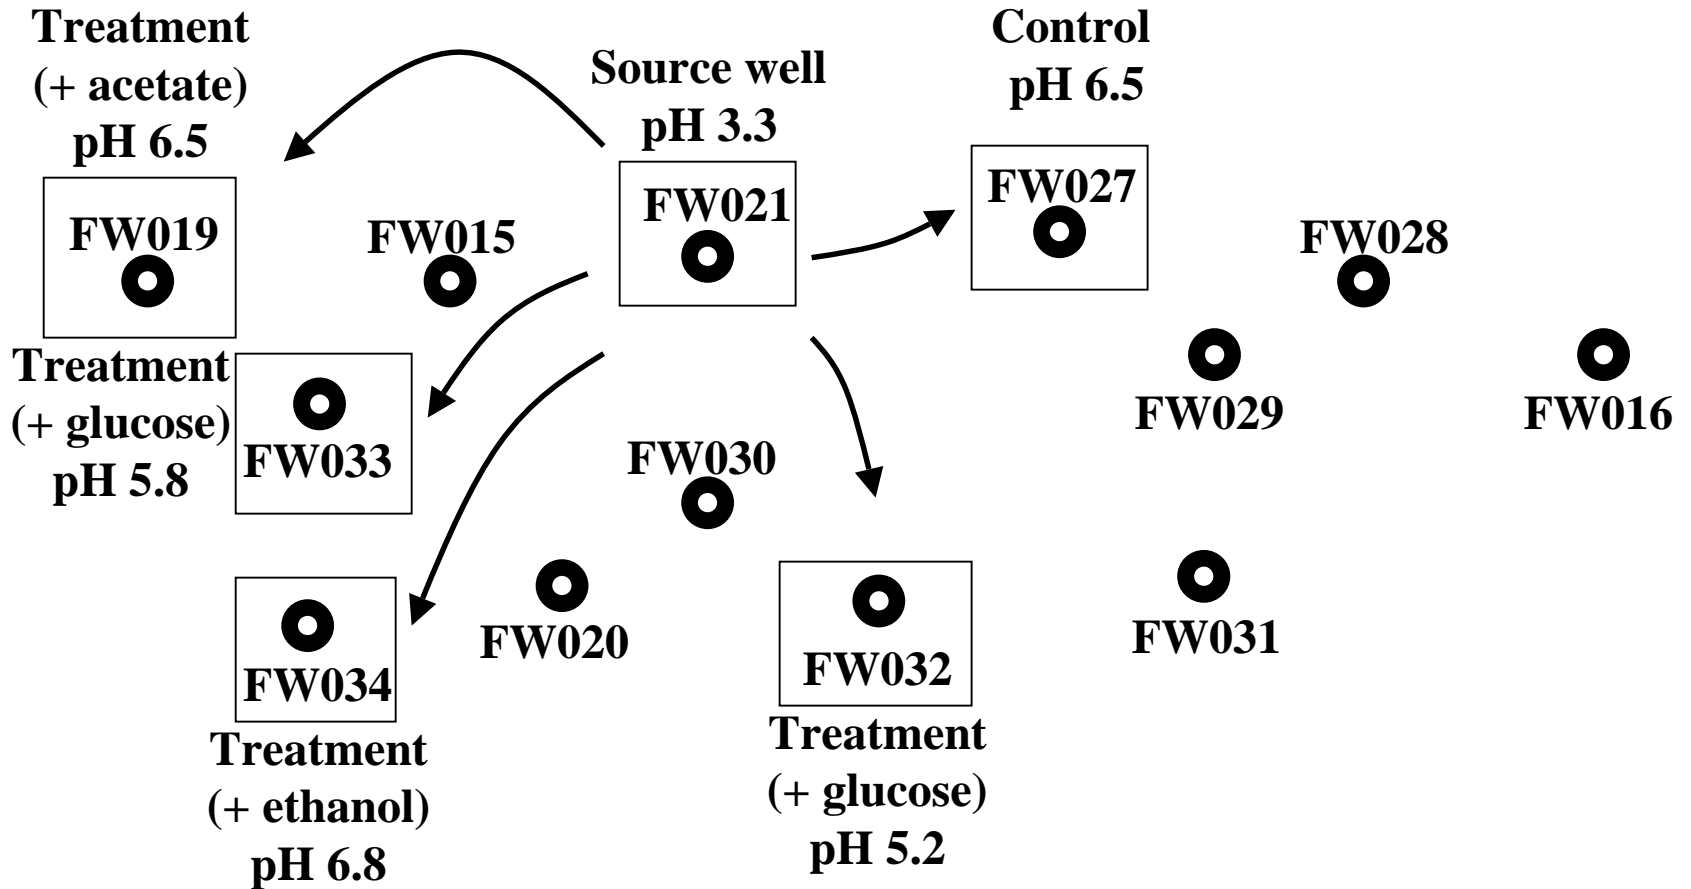 Treatment
(+ acetate)
pH 6.5
Source well
pH 3.3
Control
pH 6.5
FW019
FW015
FW021
FW027
FW028
Treatment
(+ glucose)
pH 5.8
FW033
FW030
FW029
FW016
FW034
FW020
FW032
FW031
Treatment
(+ ethanol)
pH 6.8
Treatment
(+ glucose)
pH 5.2